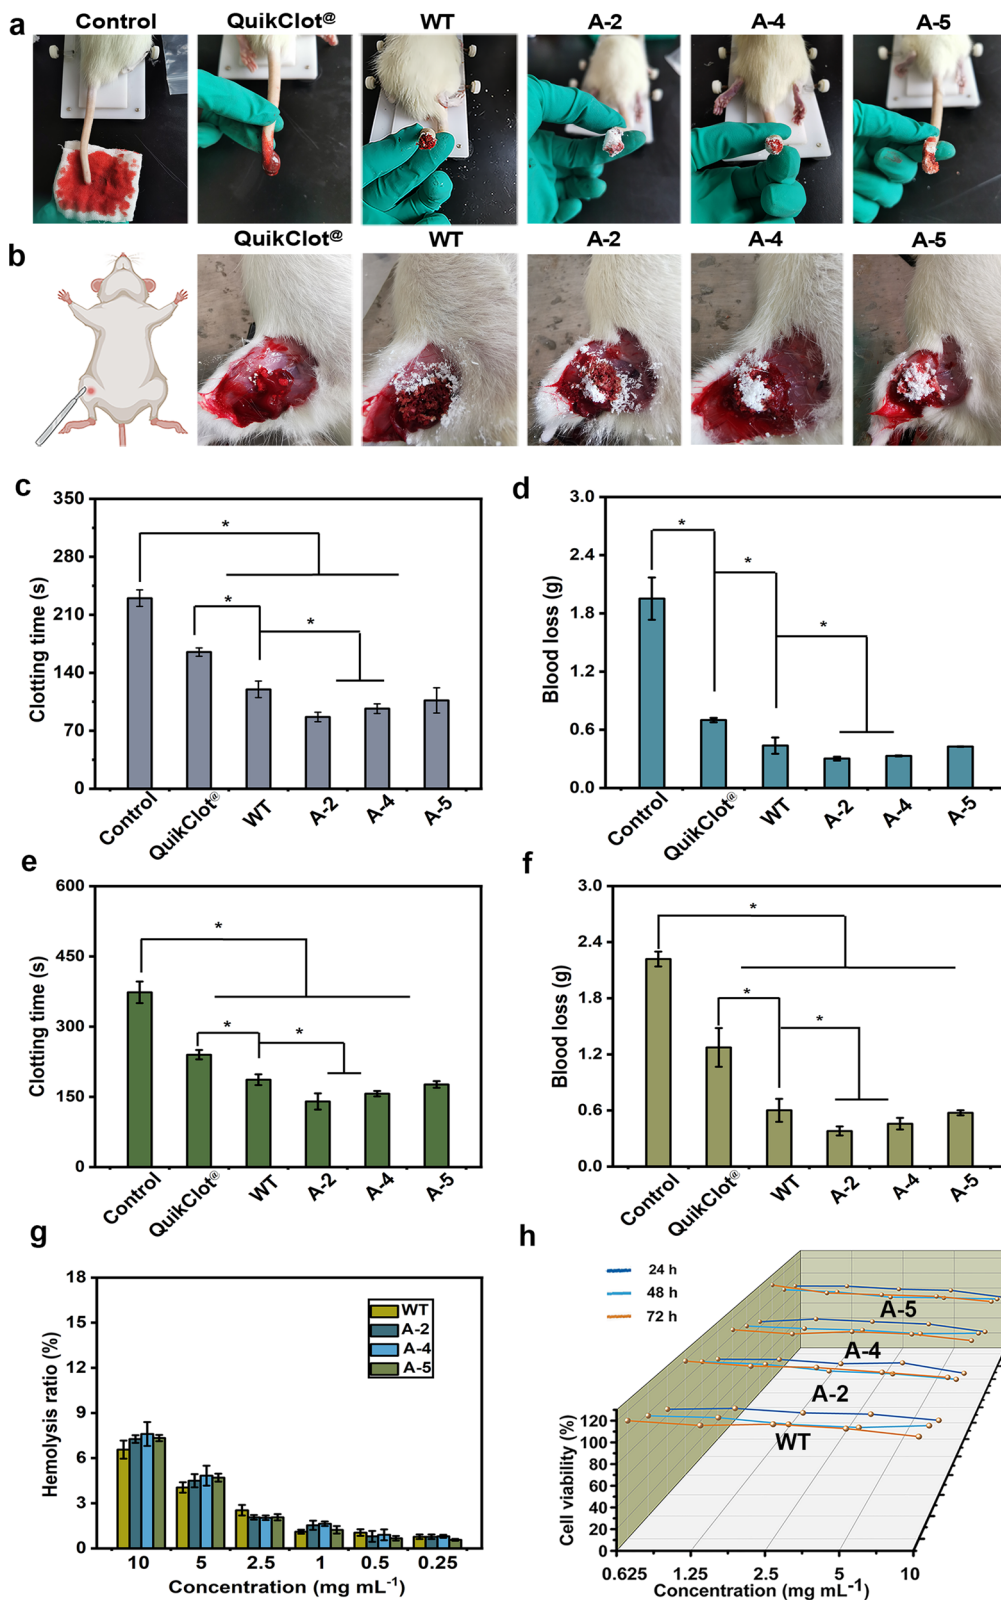 a Control QuikClot@ WT A-2 A-4 A-5
b QuikClot@ WT A-2 A-4 A-5
c
350
280
210
140
70
0
Clotting time (s)
*
*
*
Control QuikClot@ WT A-2 A-4 A-5
d
3.0
2.4
1.8
1.2
0.6
0.0
Blood loss (g)
*
*
*
Control QuikClot@ WT A-2 A-4 A-5
e
600
450
300
150
0
Clotting time (s)
*
*
*
Control QuikClot@ WT A-2 A-4 A-5
f
3.0
2.4
1.8
1.2
0.6
0.0
Blood loss (g)
*
*
*
Control QuikClot@ WT A-2 A-4 A-5
g
18
15
12
9
6
3
0
Hemolysis ratio (%)
WT
A-2
A-4
A-5
10 5 2.5 1 0.5 0.25
Concentration (mg mL-1)
h
24 h
48 h
72 h
A-5
A-4
A-2
WT
120
100
80
60
40
20
0
Cell viability (%)
0.625 1.25 2.5 5 10
Concentration (mg mL-1)